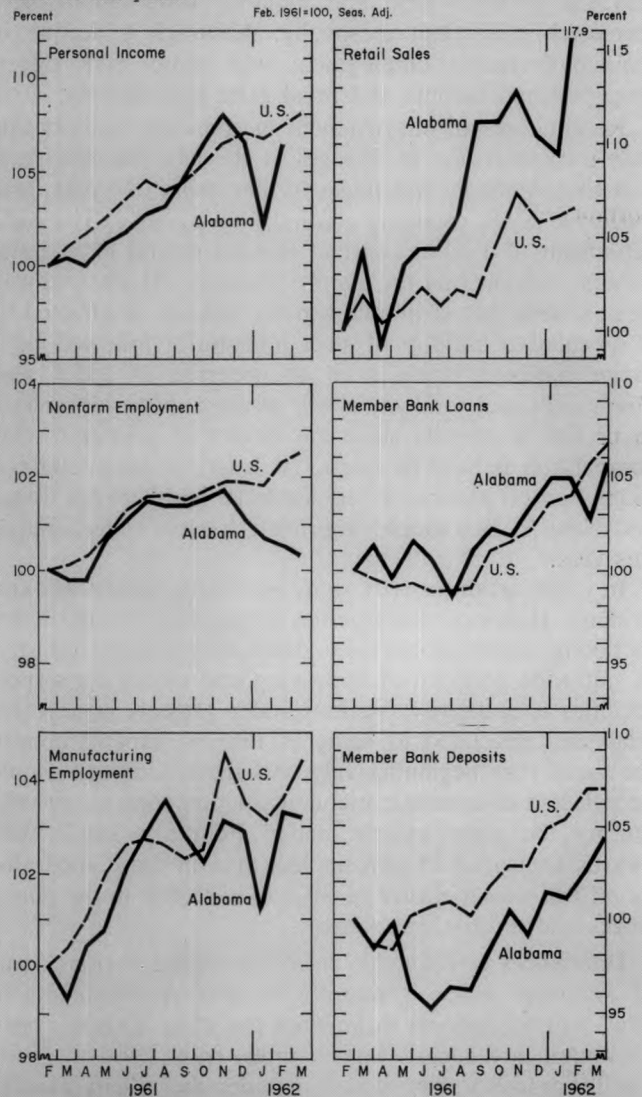 Feb. 1961=100, Seas. Adj.
Percent
Percent
Personal Income
110
105
100
95
U.S.
Alabama
Retail Sales
117.9
115
110
105
100
Alabama
U.S.
Nonfarm Employment
104
102
100
98
U.S.
Alabama
Member Bank Loans
110
105
100
95
Alabama
U.S.
Manufacturing
Employment
104
102
100
98
U.S.
Alabama
Member Bank Deposits
110
105
100
95
U.S.
Alabama
F M A M J J A S O N D J F M
1961 1962
F M A M J J A S O N D J F M
1961 1962